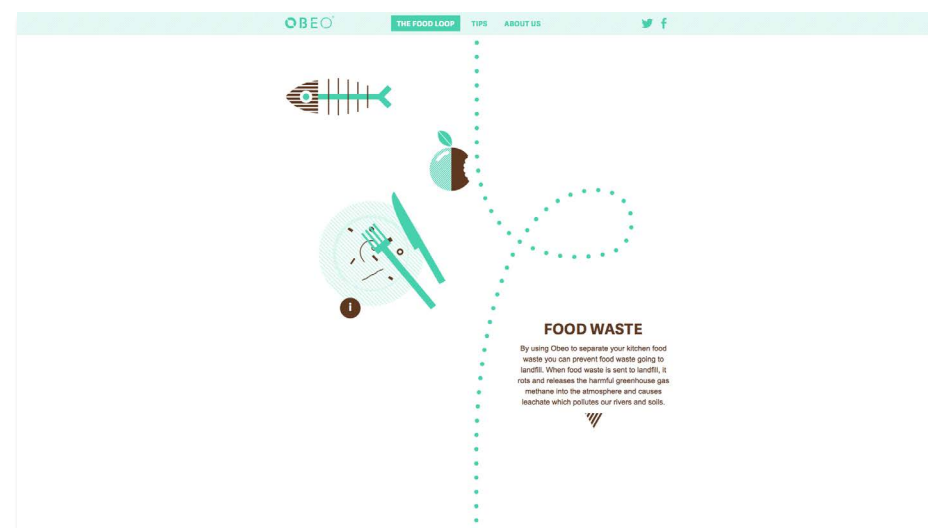 OBEO
THE FOOD LOOP TIPS ABOUT US
i
FOOD WASTE
By using Obeo to separate your kitchen food
waste you can prevent food waste going to
landfill. When food waste is sent to landfill, it
rots and releases the harmful greenhouse gas
methane into the atmosphere and causes
leachate which pollutes our rivers and soils.